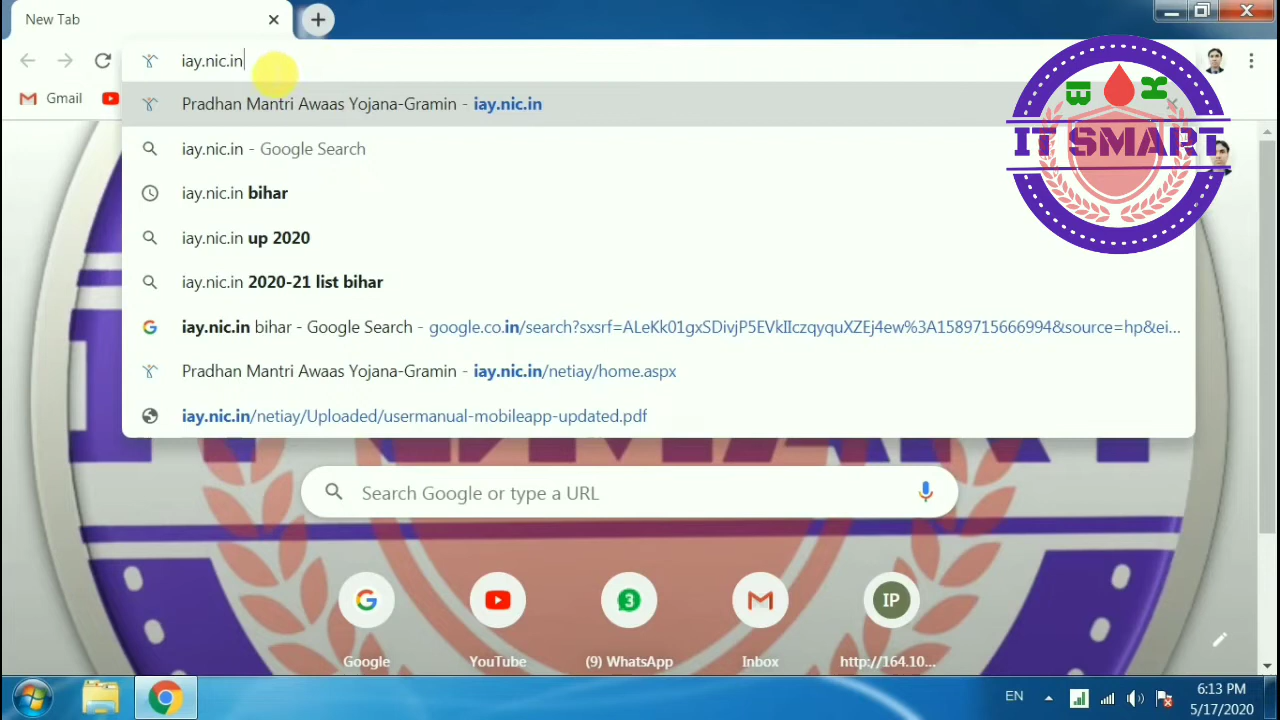 New Tab
iay.nic.in
Gmail
Pradhan Mantri Awaas Yojana-Gramin - iay.nic.in
iay.nic.in - Google Search
iay.nic.in bihar
iay.nic.in up 2020
iay.nic.in 2020-21 list bihar
iay.nic.in bihar - Google Search - google.co.in/search?sxsrf=ALeKk01gxSDivjP5EVkIIczqyquXZEj4ew%3A1589715666994&source=hp&ei...
Pradhan Mantri Awaas Yojana-Gramin - iay.nic.in/netiay/home.aspx
iay.nic.in/netiay/Uploaded/usermanual-mobileapp-updated.pdf
IT SMART
Search Google or type a URL
3
IP
Google
YouTube
(9) WhatsApp
Inbox
http://164.10...
EN
6:13 PM
5/17/2020